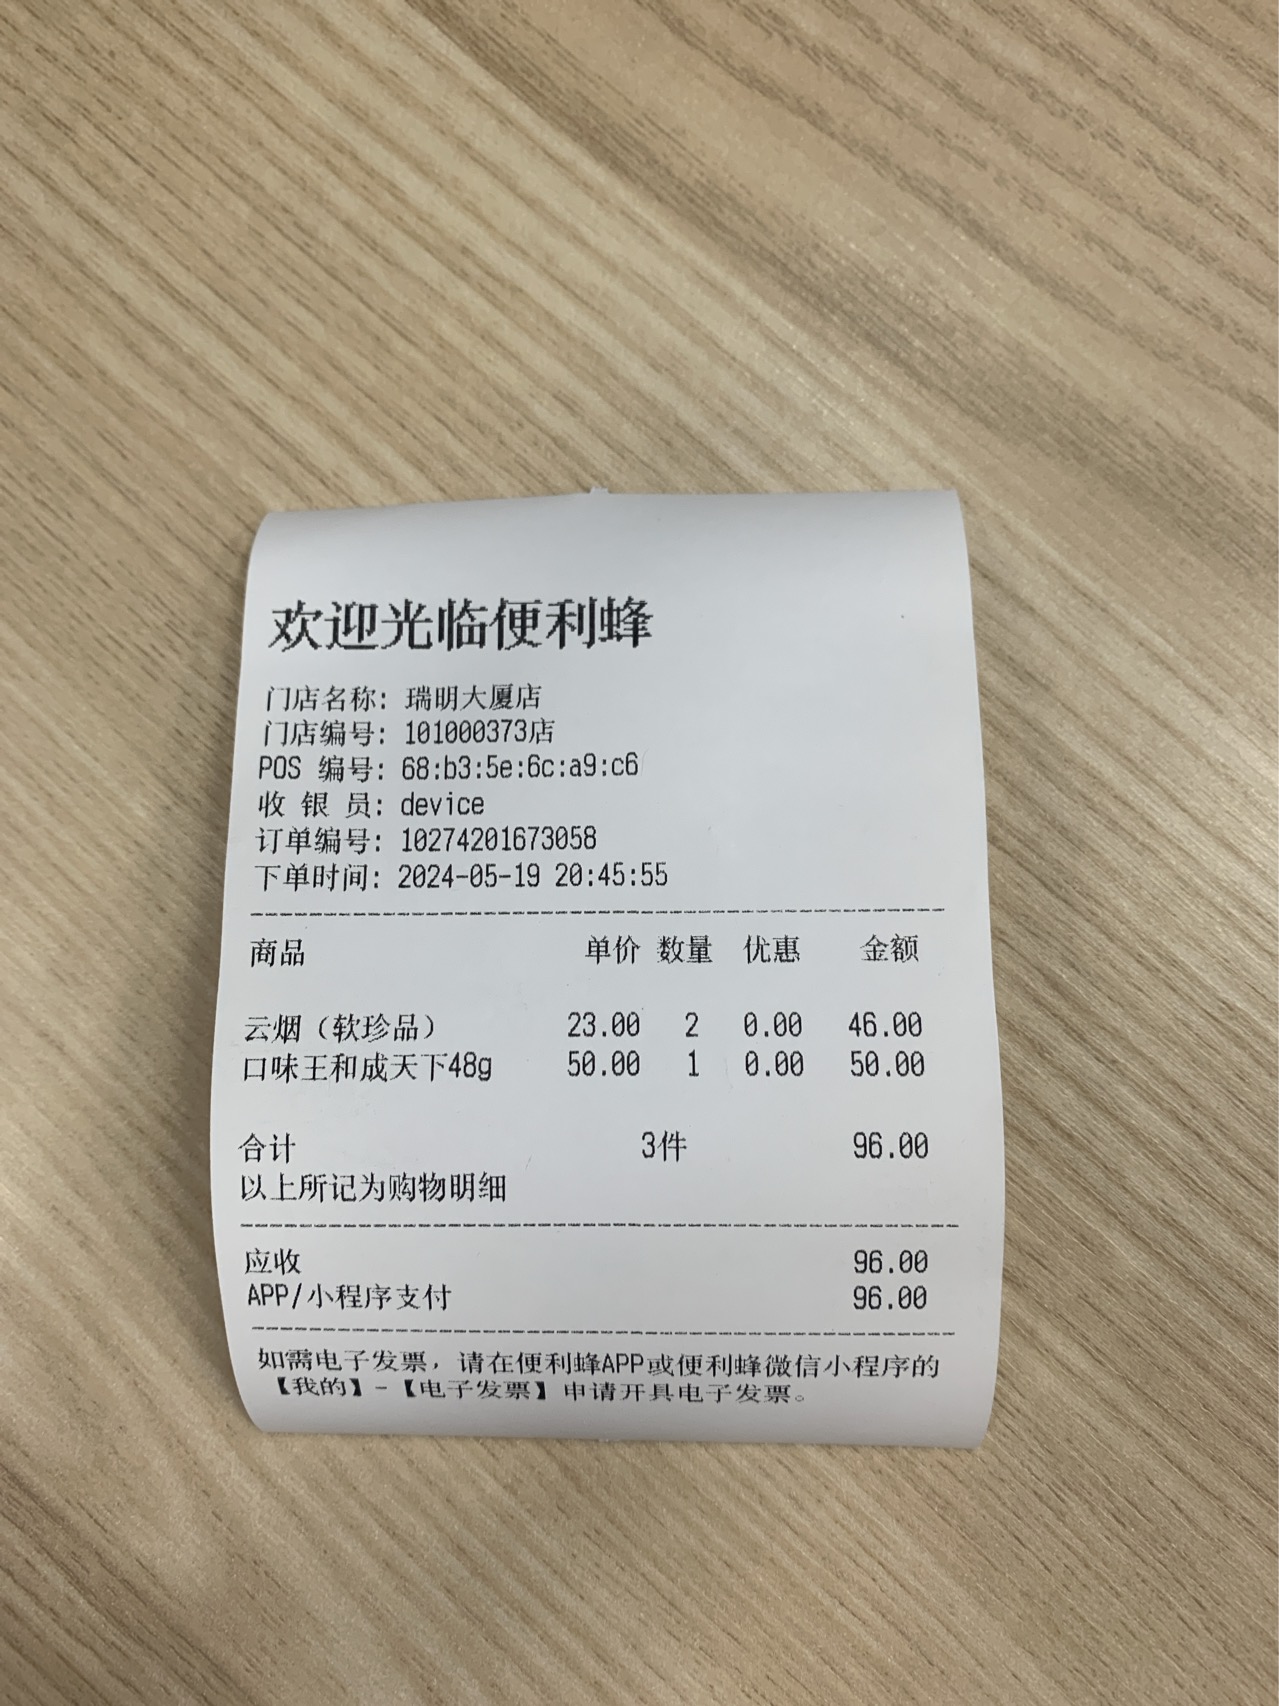 欢迎光临便利蜂
门店名称: 瑞明大厦店
门店编号: 101000373店
POS 编号: 68:b3:5e:6c:a9:c6
收 银 员: device
订单编号: 10274201673058
下单时间: 2024-05-19 20:45:55
商品 单价 数量 优惠 金额
云烟（软珍品） 23.00 2 0.00 46.00
口味王和成天下48g 50.00 1 0.00 50.00
合计 3件 96.00
以上所记为购物明细
应收 96.00
APP/小程序支付 96.00
如需电子发票，请在便利蜂APP或便利蜂微信小程序的
【我的】-【电子发票】申请开具电子发票。